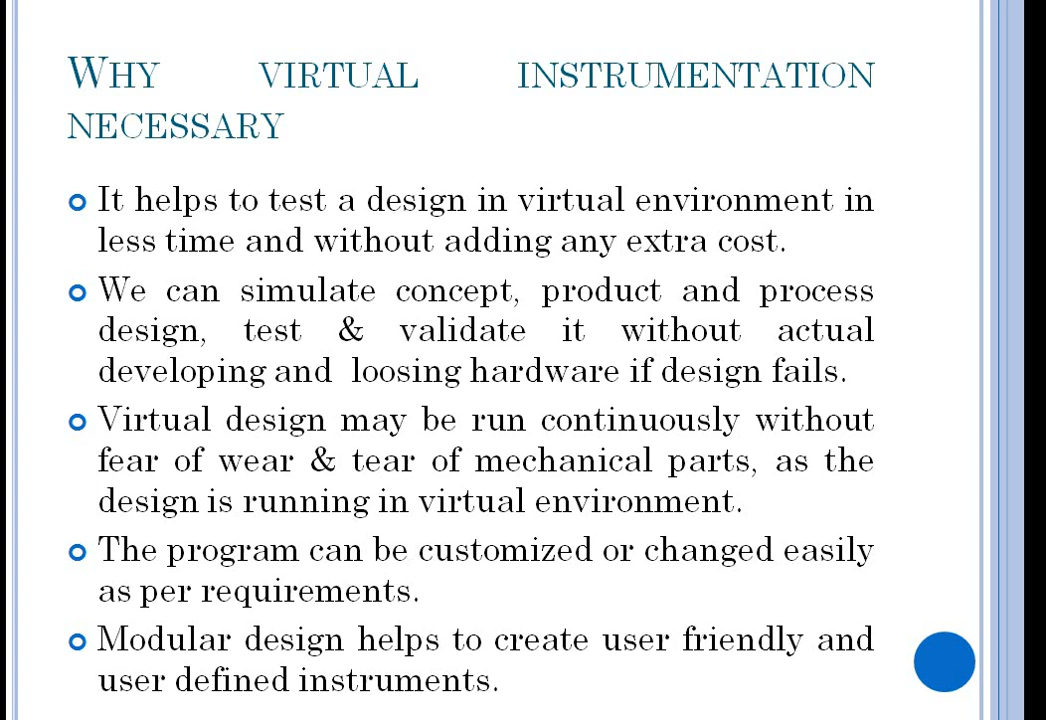 WHY VIRTUAL INSTRUMENTATION
NECESSARY
It helps to test a design in virtual environment in
less time and without adding any extra cost.
We can simulate concept, product and process
design, test & validate it without actual
developing and loosing hardware if design fails.
Virtual design may be run continuously without
fear of wear & tear of mechanical parts, as the
design is running in virtual environment.
The program can be customized or changed easily
as per requirements.
Modular design helps to create user friendly and
user defined instruments.